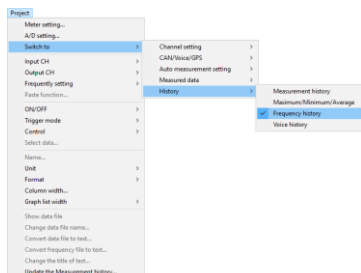 Project
Meter setting...
A/D setting...
Switch to
Input CH
Output CH
Frequently setting
Paste function...
ON/OFF
Trigger mode
Control
Select data...
Name...
Unit
Format
Column width...
Graph list width
Show data file
Change data file name...
Convert data file to text...
Convert frequency file to text...
Change the title of test...
Update the Measurement history...
Channel setting
CAN/Voice/GPS
Auto measurement setting
Measured data
History
Measurement history
Maximum/Minimum/Average
Frequency history
Voice history